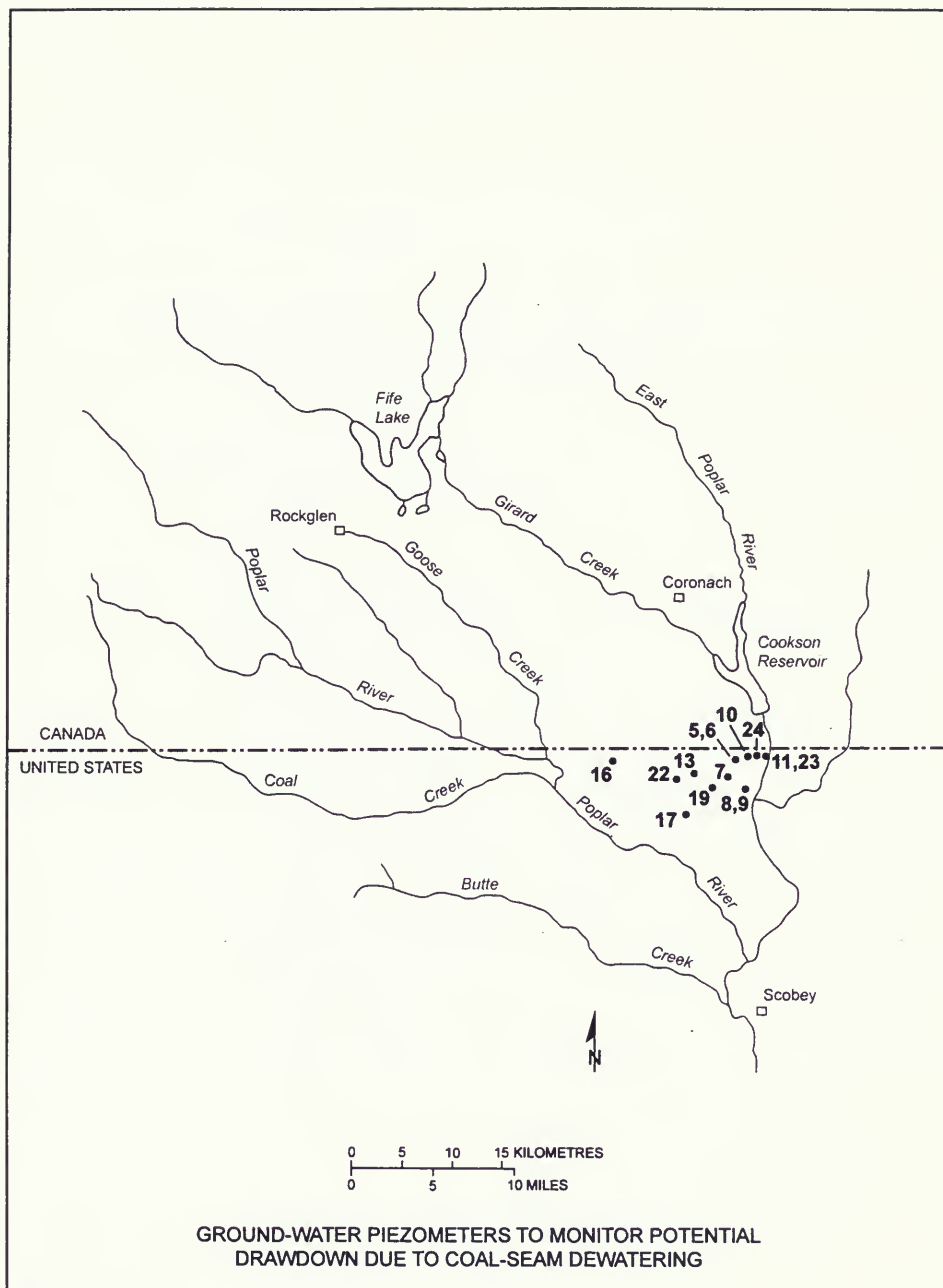 Fife
Lake
East
Poplar
River
Girard
Creek
Rockglen
Goose
Creek
Coronach
Poplar
River
Cookson
Reservoir
CANADA
UNITED STATES
10
5,6
24
11,23
13
16
22
7
19
8,9
17
Coal
Creek
Poplar
River
Butte
Creek
Scobey
N
0 5 10 15 KILOMETRES
0 5 10 MILES
GROUND-WATER PIEZOMETERS TO MONITOR POTENTIAL
DRAWDOWN DUE TO COAL-SEAM DEWATERING